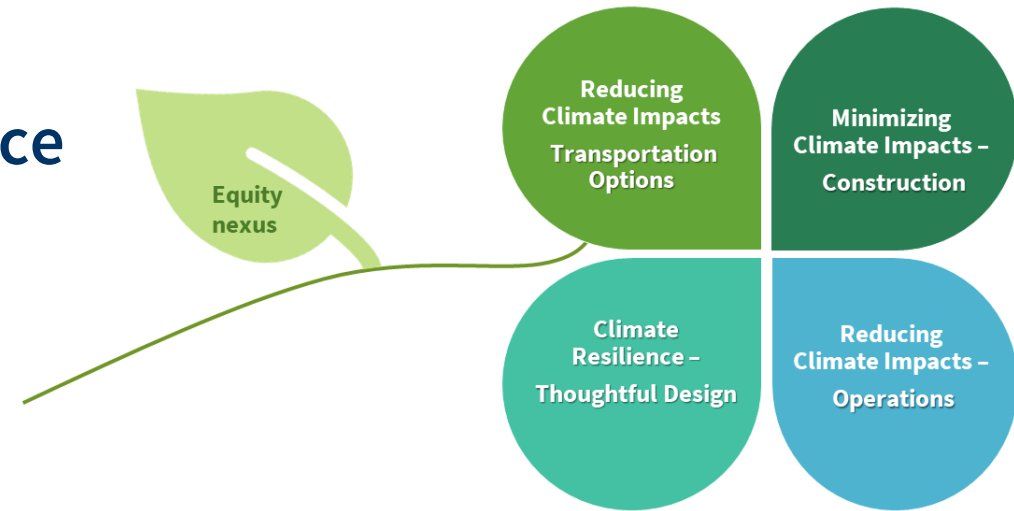 ce
Equity
nexus
Reducing
Climate Impacts
Transportation
Options
Minimizing
Climate Impacts –
Construction
Climate
Resilience –
Thoughtful Design
Reducing
Climate Impacts –
Operations